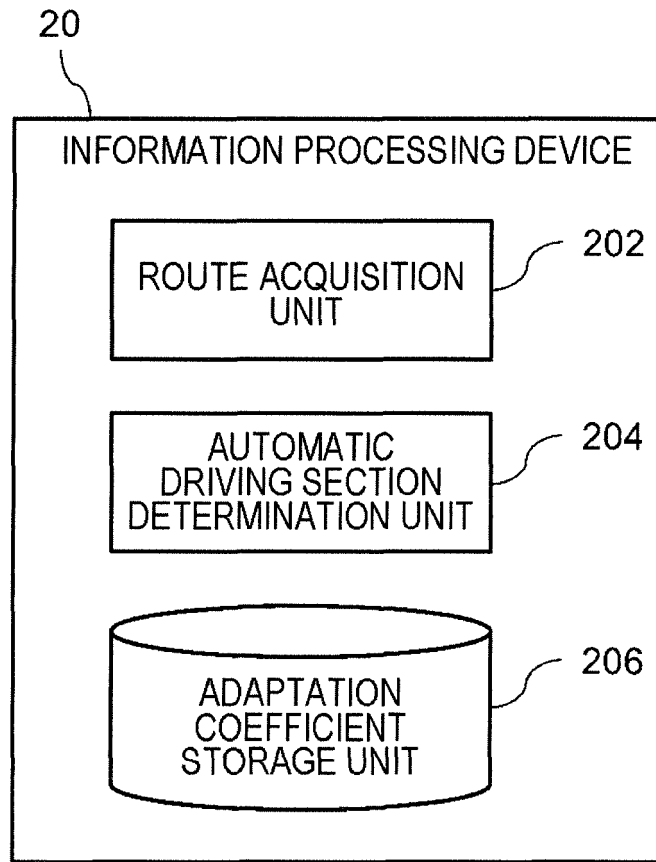 20
INFORMATION PROCESSING DEVICE
ROUTE ACQUISITION
UNIT
202
AUTOMATIC
DRIVING SECTION
DETERMINATION UNIT
204
ADAPTATION
COEFFICIENT
STORAGE UNIT
206